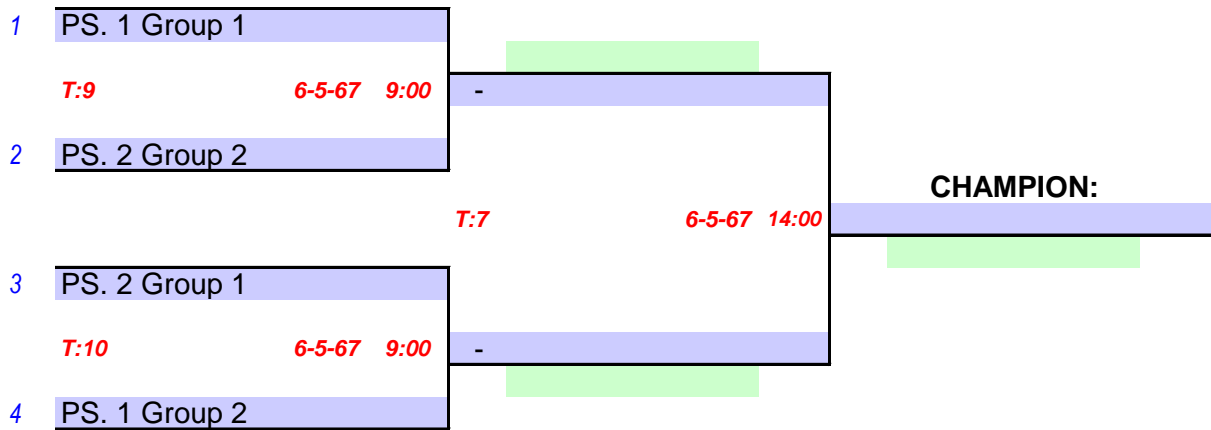 1 PS. 1 Group 1
T:9 6-5-67 9:00 -
2 PS. 2 Group 2
CHAMPION:
T:7 6-5-67 14:00
3 PS. 2 Group 1
T:10 6-5-67 9:00 -
4 PS. 1 Group 2